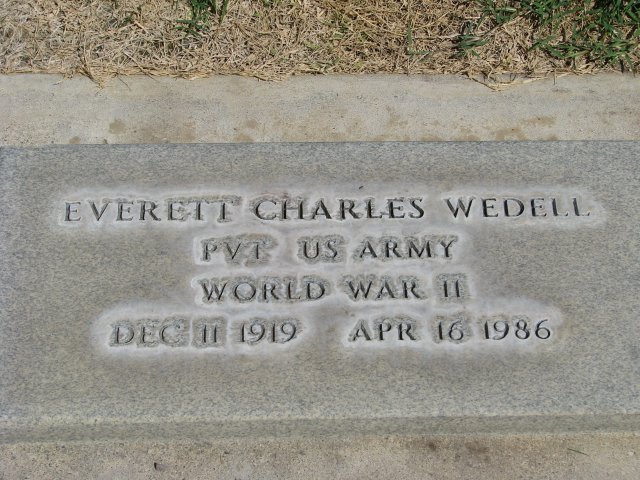 EVERETT CHARLES WEDELL
PVT US ARMY
WORLD WAR II
DEC 11 1919 APR 16 1986